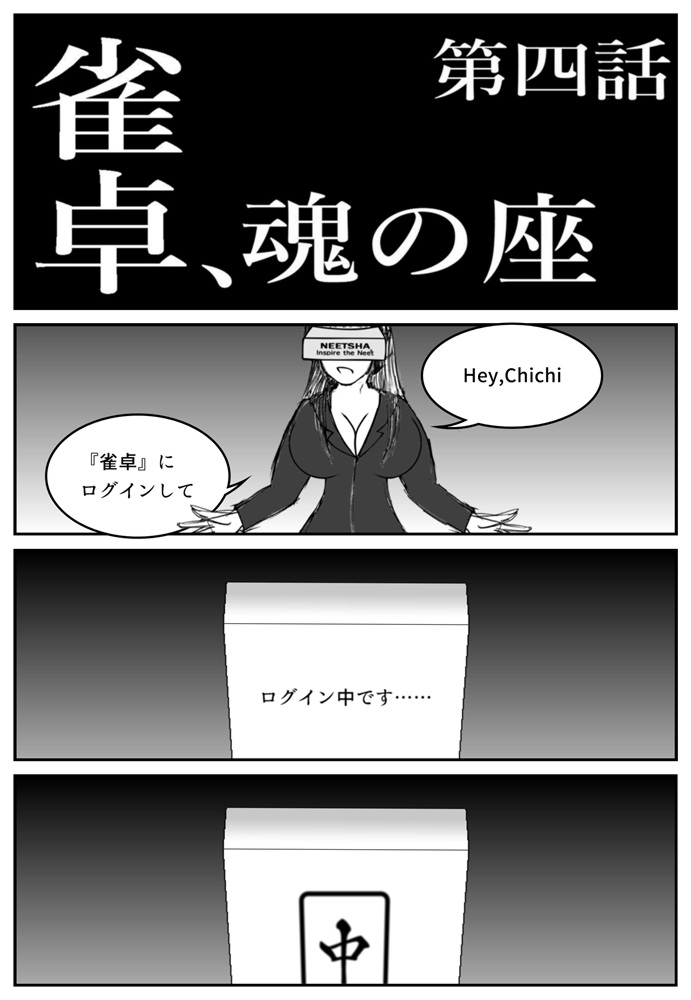 第四話
雀卓、魂の座
NEETSHA
Inspire the Neet
Hey,Chichi
『雀卓』に
ログインして
ログイン中です……
中